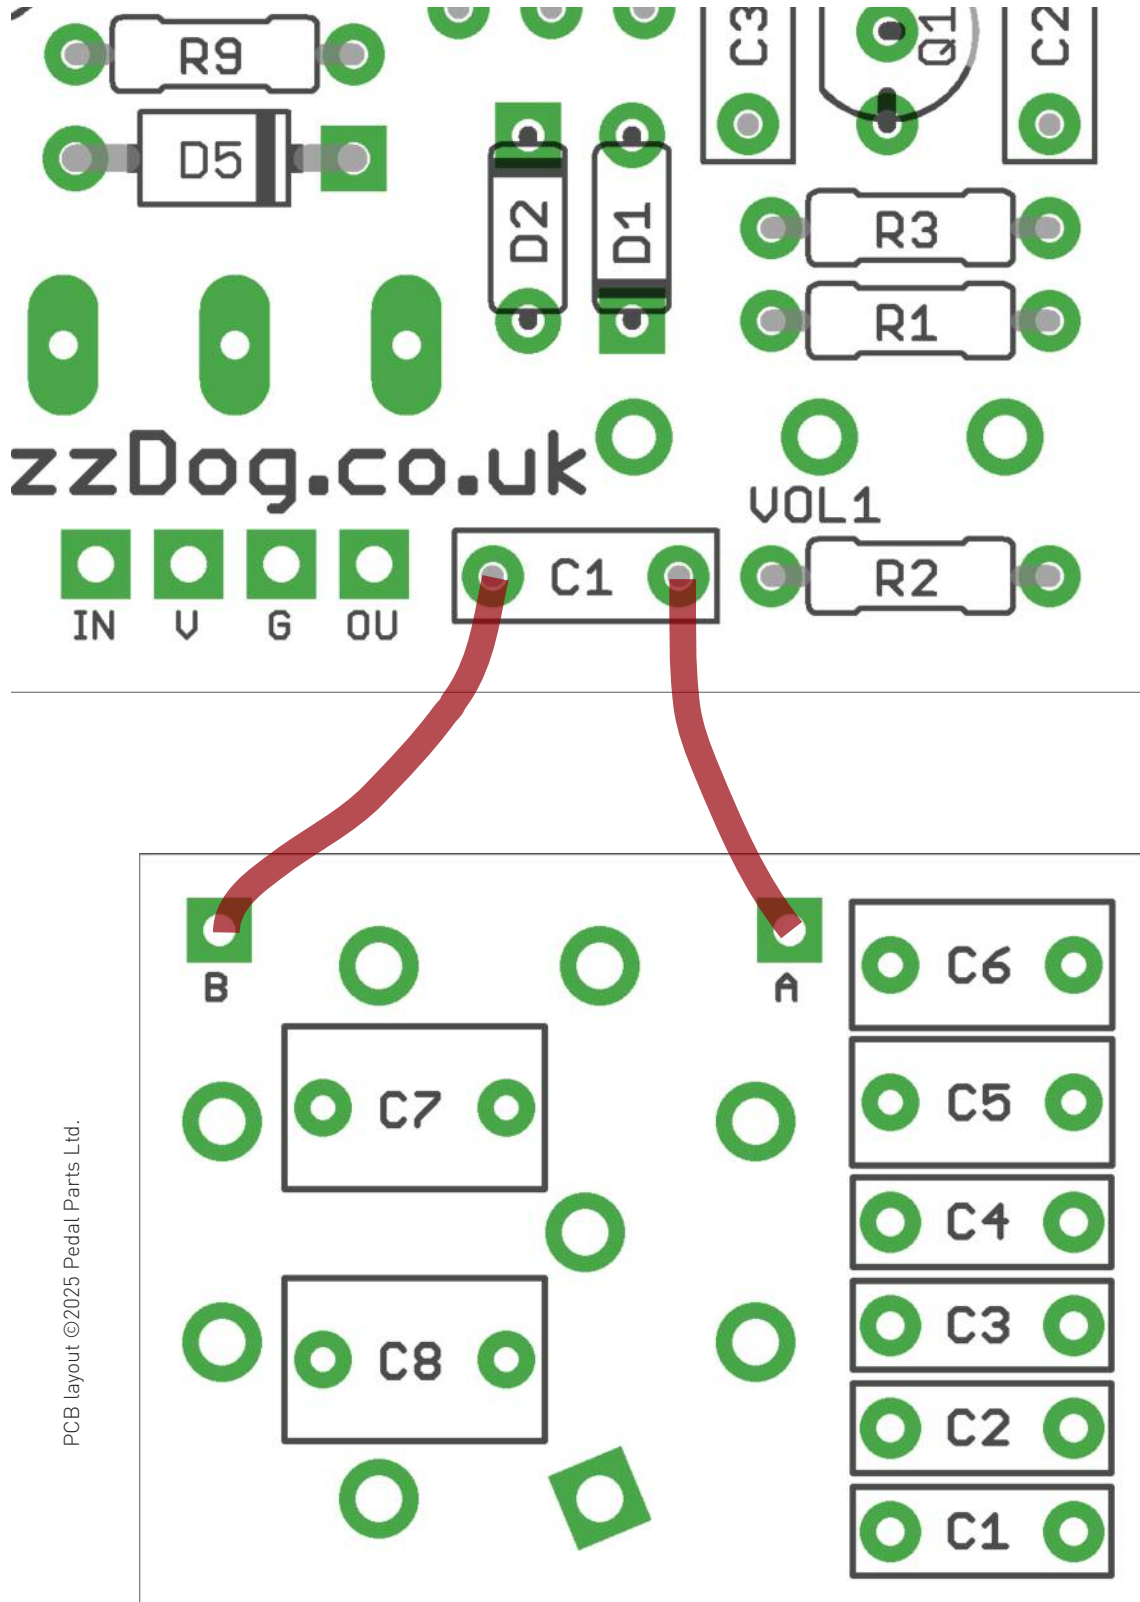 C3
Q1
C2
R9
D5
D2
D1
R3
R1
zzDog.co.uk
VOL1
C1
R2
IN V G OU
B
A
C6
C7
C5
C4
C3
C8
C2
C1
PCB layout ©2025 Pedal Parts Ltd.